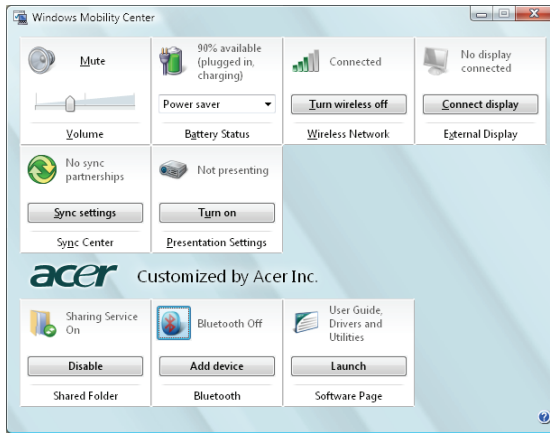 Windows Mobility Center
Mute
Volume
90% available
(plugged in,
charging)
Power saver
Battery Status
Connected
Turn wireless off
Wireless Network
No display
connected
Connect display
External Display
No sync
partnerships
Sync settings
Sync Center
Not presenting
Turn on
Presentation Settings
acer Customized by Acer Inc.
Sharing Service
On
Disable
Shared Folder
Bluetooth Off
Add device
Bluetooth
User Guide,
Drivers and
Utilities
Launch
Software Page